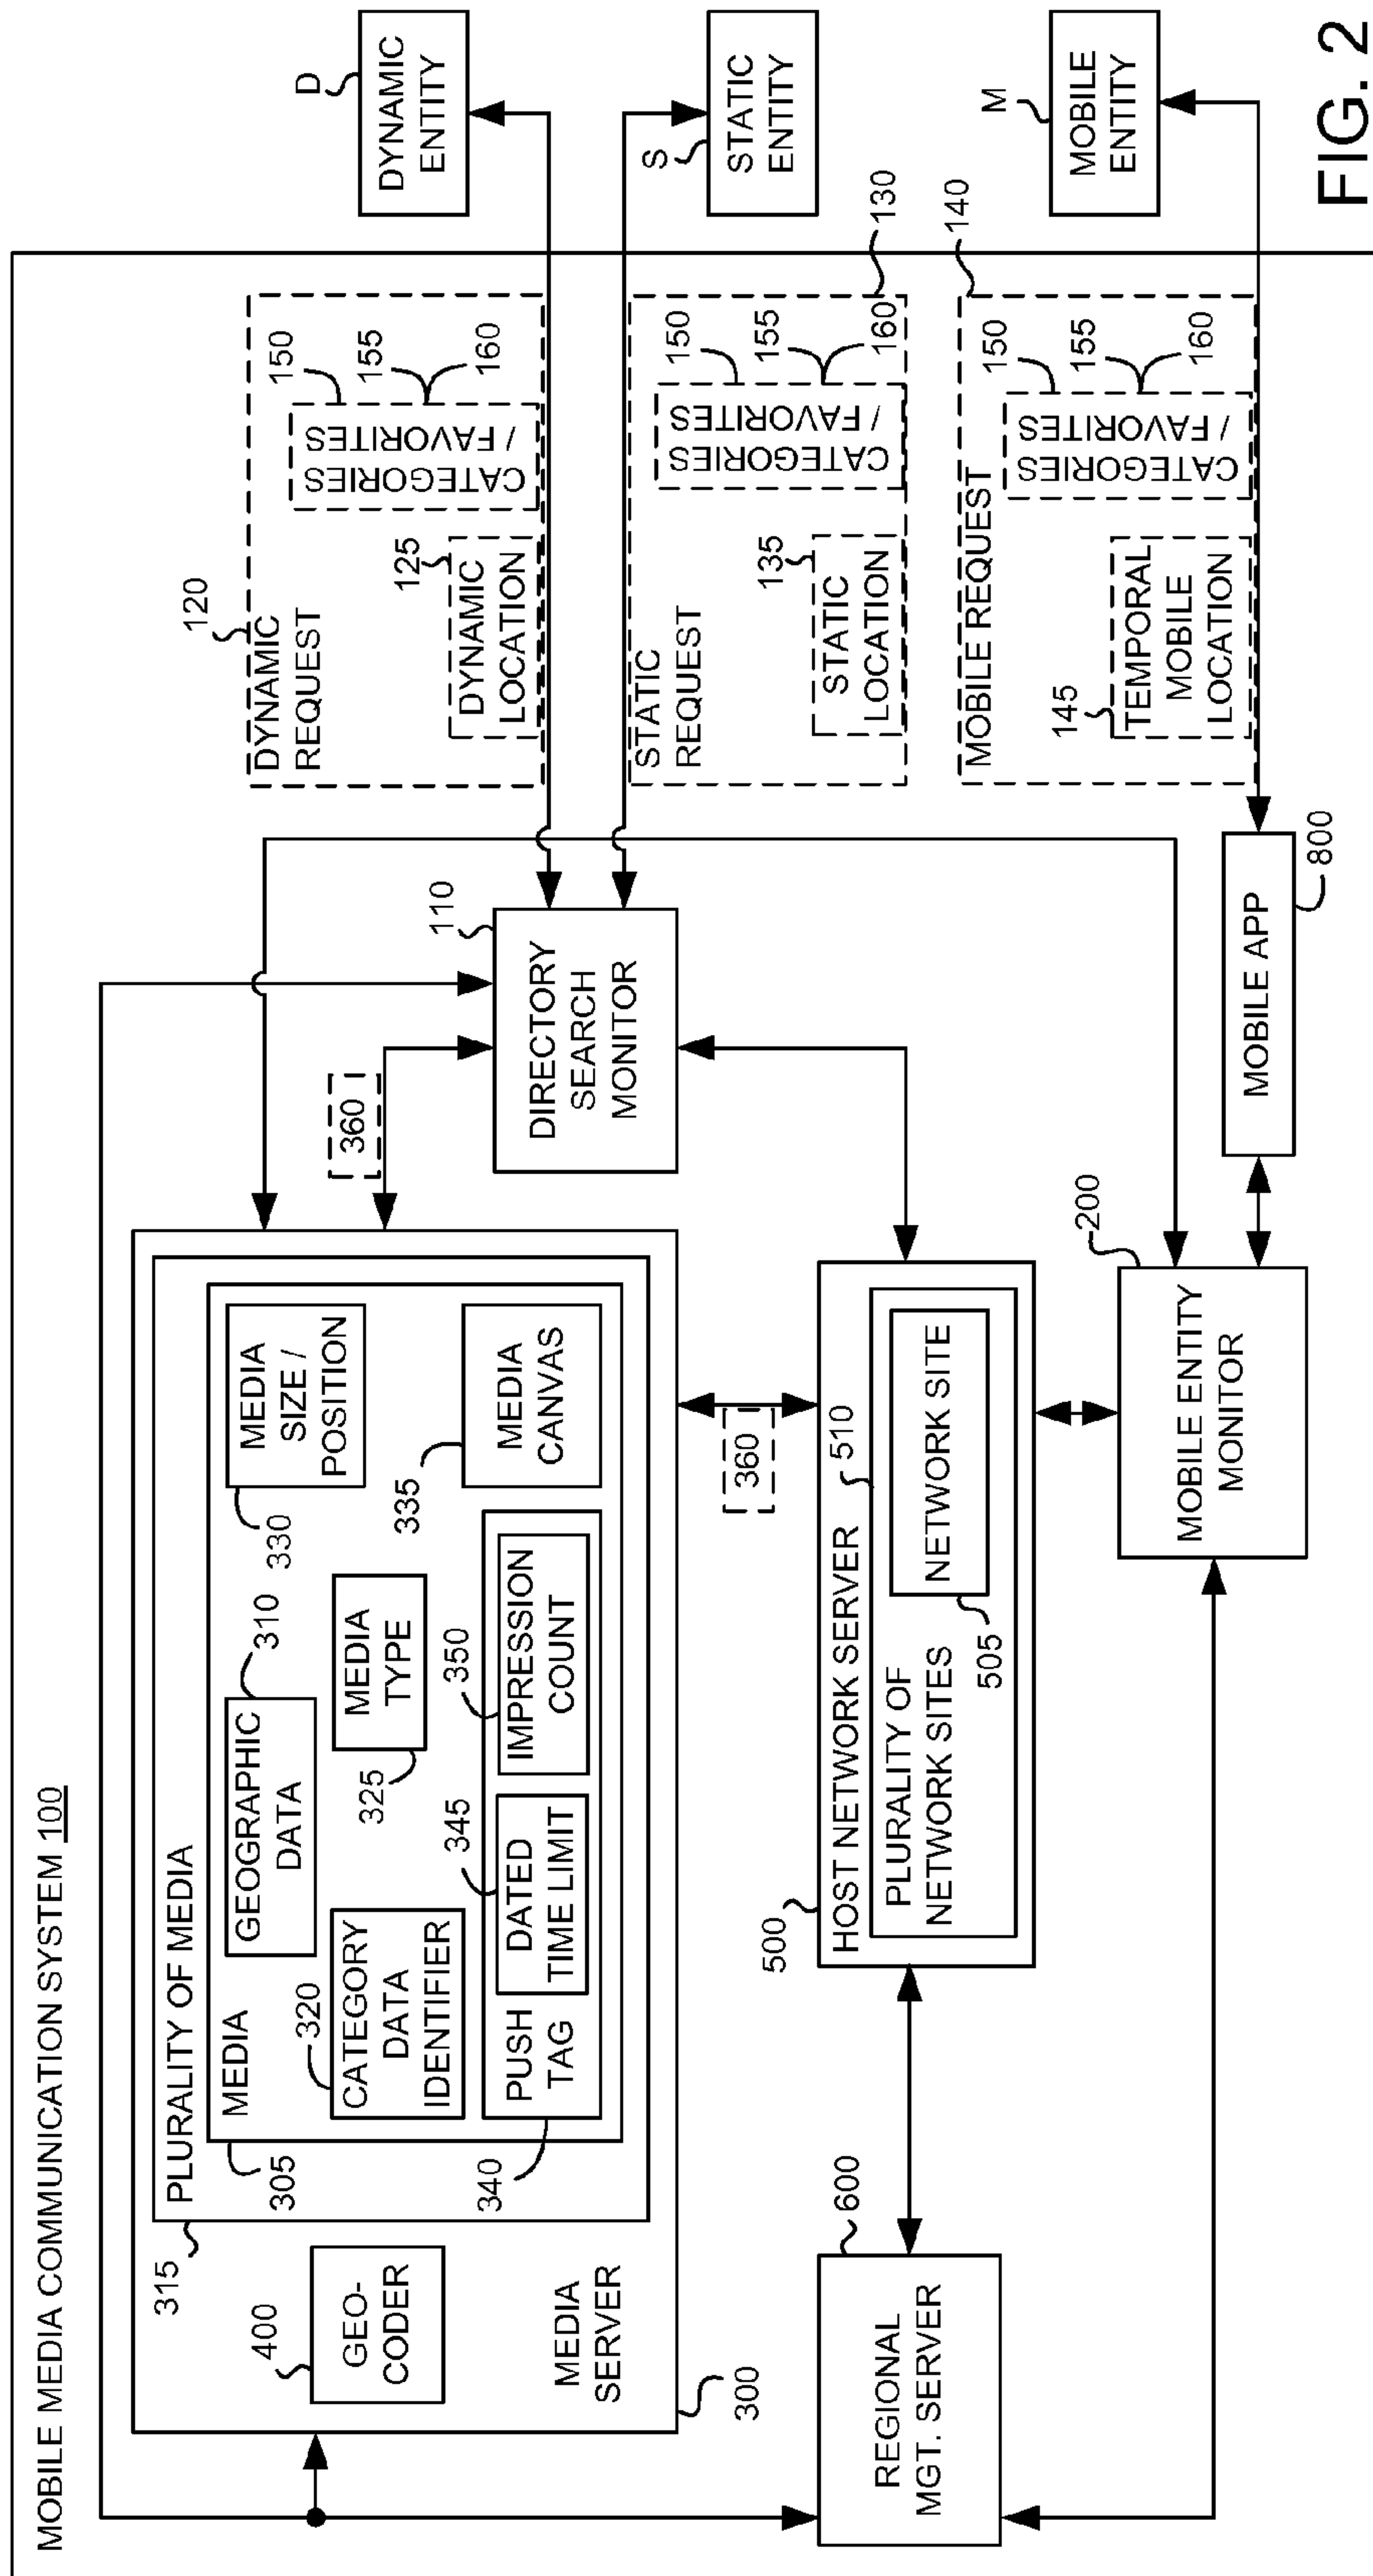 MOBILE MEDIA COMMUNICATION SYSTEM 100
315
PLURALITY OF MEDIA
305
MEDIA
GEOGRAPHIC
DATA
310
330
MEDIA
SIZE /
POSITION
320
CATEGORY
DATA
IDENTIFIER
325
MEDIA
TYPE
335
MEDIA
CANVAS
340
PUSH
TAG
345
DATED
TIME LIMIT
350
IMPRESSION
COUNT
400
GEO-
CODER
MEDIA
SERVER
300
360
110
DIRECTORY
SEARCH
MONITOR
120
DYNAMIC
REQUEST
125
DYNAMIC
LOCATION
CATEGORIES
/ FAVORITES
150
155
160
D
DYNAMIC
ENTITY
STATIC
REQUEST
135
STATIC
LOCATION
CATEGORIES
/ FAVORITES
150
155
160
130
S
STATIC
ENTITY
MOBILE REQUEST
140
145
TEMPORAL
MOBILE
LOCATION
CATEGORIES
/ FAVORITES
150
155
160
M
MOBILE
ENTITY
360
500
HOST NETWORK SERVER
510
PLURALITY OF
NETWORK SITES
NETWORK SITE
505
600
REGIONAL
MGT. SERVER
200
MOBILE ENTITY
MONITOR
MOBILE APP
800
FIG. 2